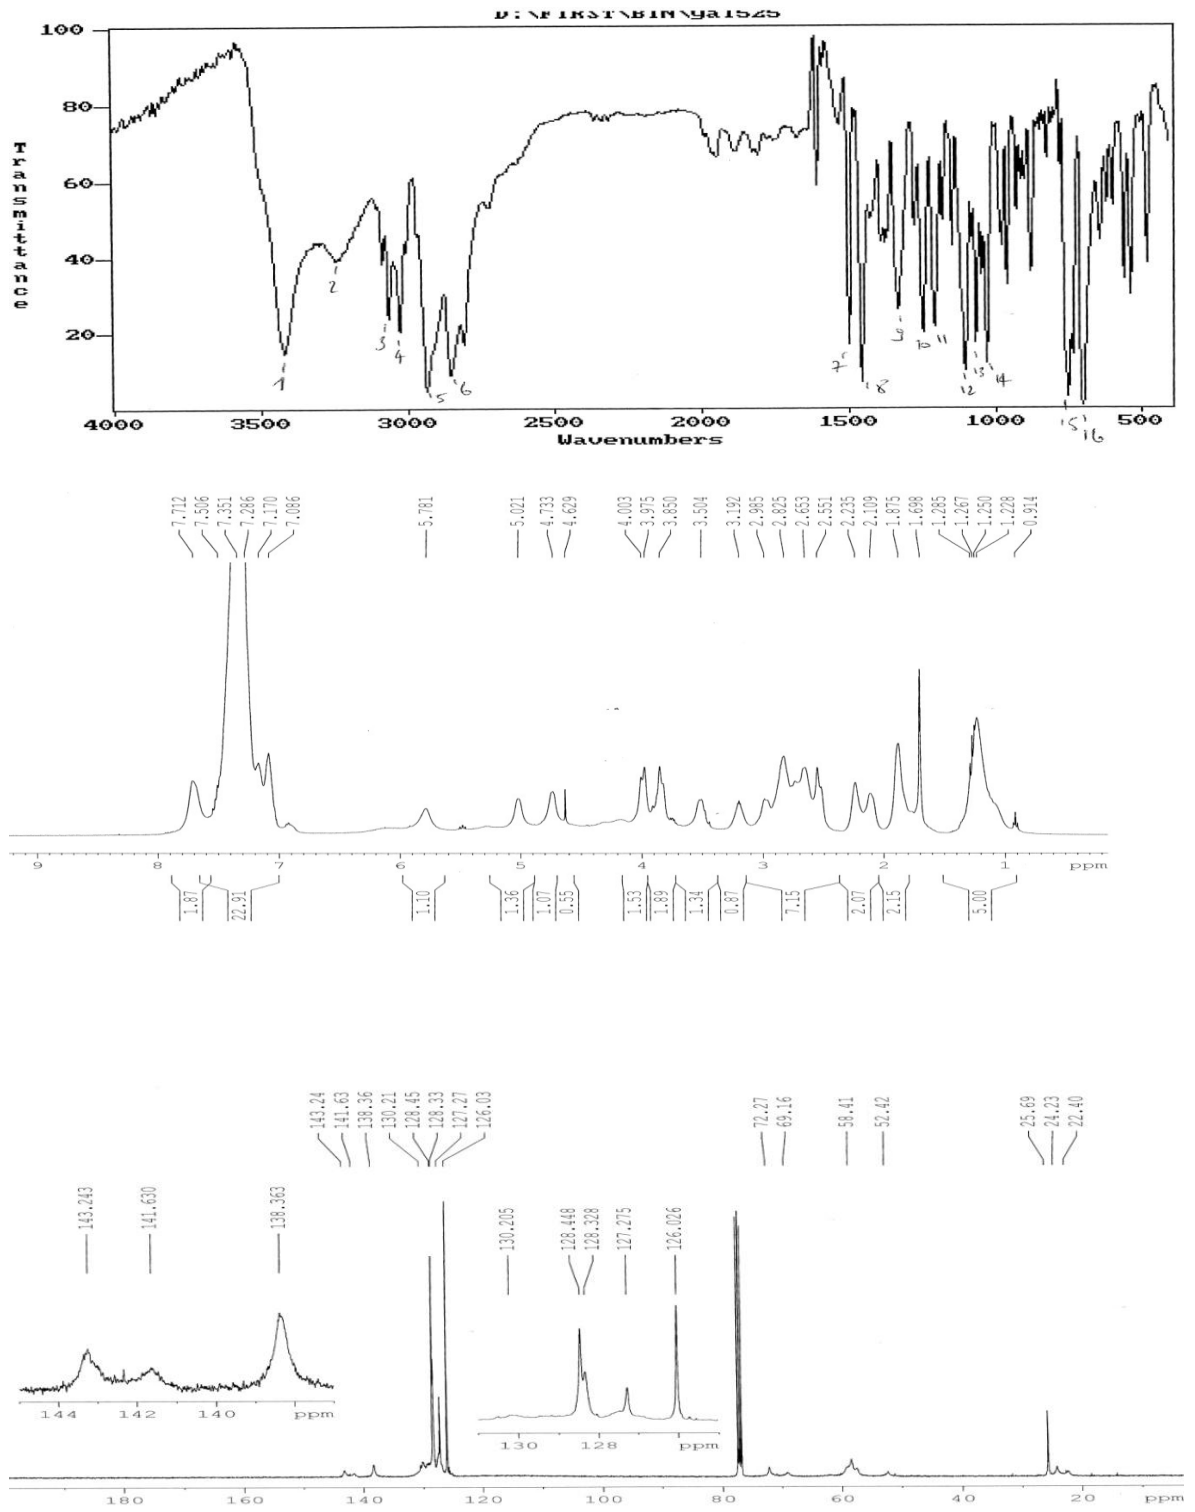 D:\FIRST\BIN\ya1525
100
80
60
40
20
Transmittance
1
2
3
4
5
6
7
8
9
10
11
12
13
14
15
16
4000 3500 3000 2500 2000 1500 1000 500
Wavenumbers
7.712 7.506 7.351 7.286 7.170 7.086 5.781 5.021 4.733 4.629 4.003 3.975 3.850 3.504 3.192 2.985 2.825 2.653 2.551 2.235 2.109 1.875 1.698 1.285 1.267 1.250 1.228 0.914
9 8 7 6 5 4 3 2 1 ppm
1.87 22.91 1.10 1.36 1.07 0.55 1.53 1.89 1.34 0.87 7.15 2.07 2.15 5.00
143.24 141.63 138.36 130.21 128.45 128.33 127.27 126.03 72.27 69.16 58.41 52.42 25.69 24.23 22.40
143.243 141.630 138.363
130.205 128.448 128.328 127.275 126.026
144 142 140 ppm
130 128 ppm
180 160 140 120 100 80 60 40 20 ppm